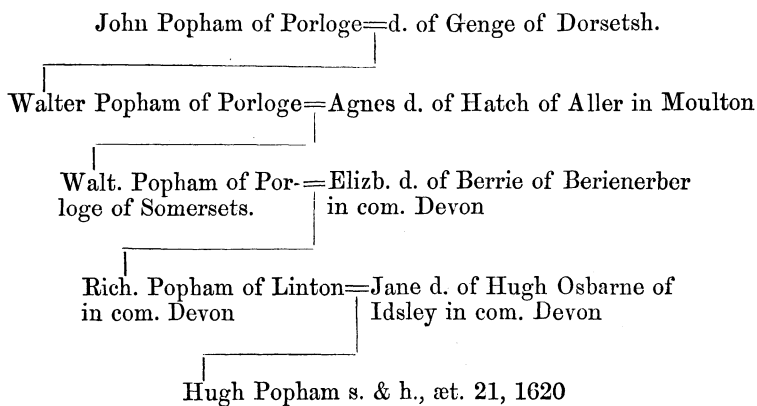 John Popham of Porloge=d. of Genge of Dorsetsh.
Walter Popham of Porloge=Agnes d. of Hatch of Aller in Moulton
Walt. Popham of Por-=Elizb. d. of Berrie of Berienerber
loge of Somersets. in com. Devon
Rich. Popham of Linton=Jane d. of Hugh Osbarne of
in com. Devon Idsley in com. Devon
Hugh Popham s. & h., æt. 21, 1620